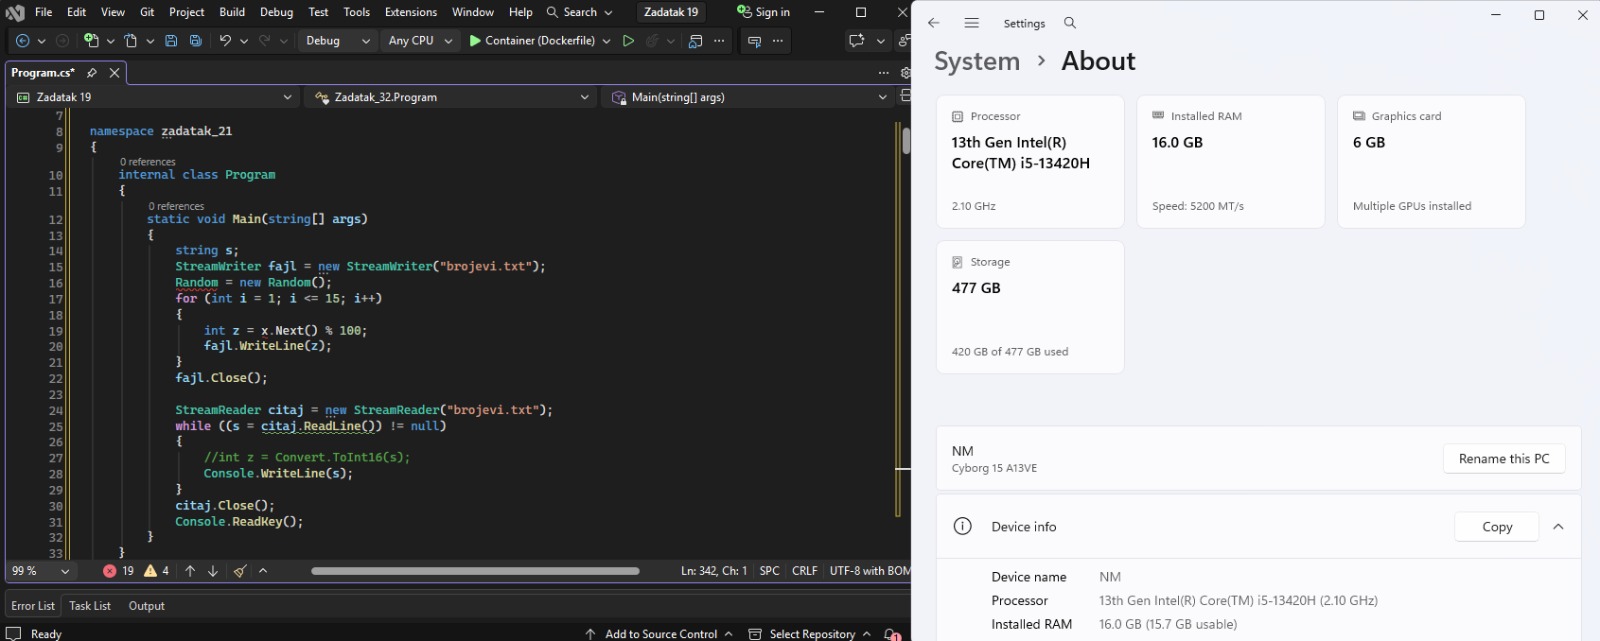 File Edit View Git Project Build Debug Test Tools Extensions Window Help Search Zadatak 19 Sign in
Debug Any CPU Container (Dockerfile)
Program.cs*
Zadatak 19 Zadatak_32.Program Main(string[] args)
7
8 namespace zadatak_21
9 {
0 references
10 internal class Program
11 {
0 references
12 static void Main(string[] args)
13 {
14 string s;
15 StreamWriter fajl = new StreamWriter("brojevi.txt");
16 Random = new Random();
17 for (int i = 1; i <= 15; i++)
18 {
19 int z = x.Next() % 100;
20 fajl.WriteLine(z);
21 }
22 fajl.Close();
23
24 StreamReader citaj = new StreamReader("brojevi.txt");
25 while ((s = citaj.ReadLine()) != null)
26 {
27 //int z = Convert.ToInt16(s);
28 Console.WriteLine(s);
29 }
30 citaj.Close();
31 Console.ReadKey();
32 }
33 }
99 % 19 4 Ln: 342, Ch: 1 SPC CRLF UTF-8 with BOM
Error List Task List Output
Ready Add to Source Control Select Repository 1
Settings
System > About
Processor
13th Gen Intel(R)
Core(TM) i5-13420H
2.10 GHz
Installed RAM
16.0 GB
Speed: 5200 MT/s
Graphics card
6 GB
Multiple GPUs installed
Storage
477 GB
420 GB of 477 GB used
NM
Cyborg 15 A13VE
Rename this PC
Device info Copy
Device name NM
Processor 13th Gen Intel(R) Core(TM) i5-13420H (2.10 GHz)
Installed RAM 16.0 GB (15.7 GB usable)